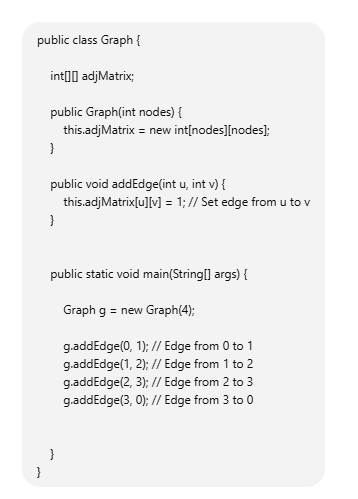 public class Graph {
int[][] adjMatrix;
public Graph(int nodes) {
this.adjMatrix = new int[nodes][nodes];
}
public void addEdge(int u, int v) {
this.adjMatrix[u][v] = 1; // Set edge from u to v
}
public static void main(String[] args) {
Graph g = new Graph(4);
g.addEdge(0, 1); // Edge from 0 to 1
g.addEdge(1, 2); // Edge from 1 to 2
g.addEdge(2, 3); // Edge from 2 to 3
g.addEdge(3, 0); // Edge from 3 to 0
}
}